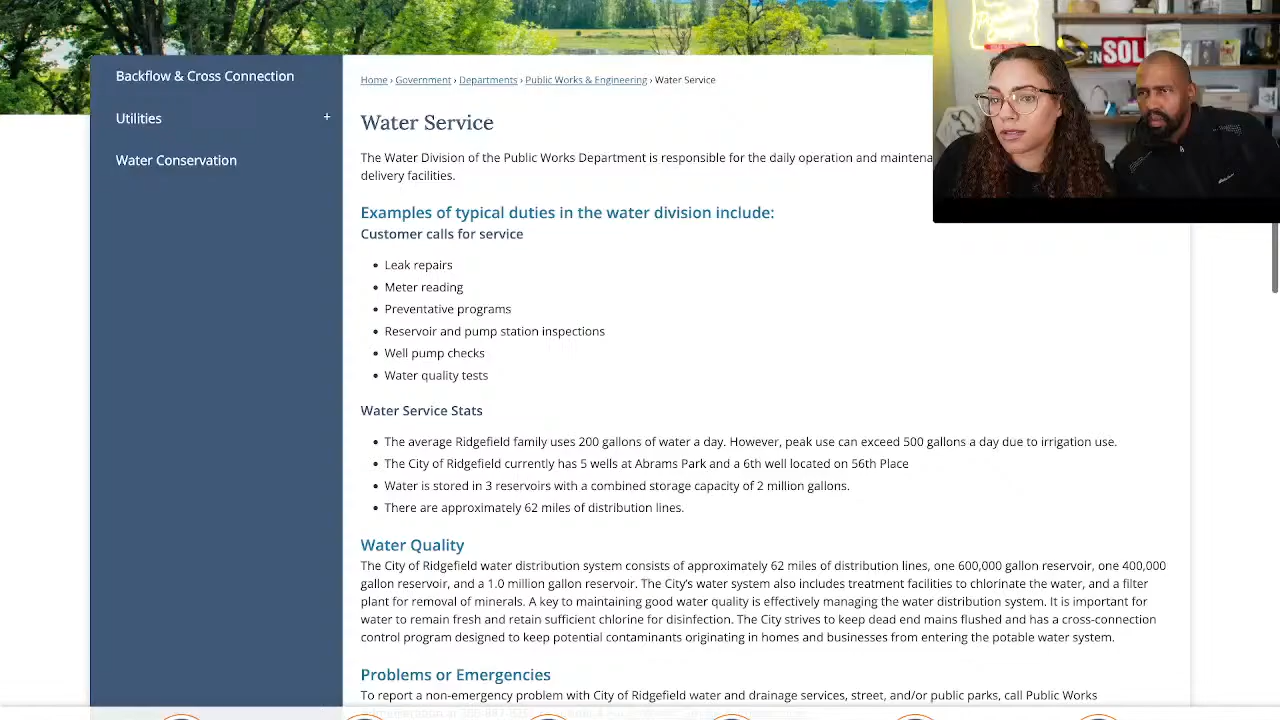 Backflow & Cross Connection
Utilities +
Water Conservation
Home › Government › Departments › Public Works & Engineering › Water Service
Water Service
The Water Division of the Public Works Department is responsible for the daily operation and
delivery facilities.
Examples of typical duties in the water division include:
Customer calls for service
Leak repairs
Meter reading
Preventative programs
Reservoir and pump station inspections
Well pump checks
Water quality tests
Water Service Stats
The average Ridgefield family uses 200 gallons of water a day. However, peak use can exceed 500 gallons a day due to irrigation use.
The City of Ridgefield currently has 5 wells at Abrams Park and a 6th well located on 56th Place
Water is stored in 3 reservoirs with a combined storage capacity of 2 million gallons.
There are approximately 62 miles of distribution lines.
Water Quality
The City of Ridgefield water distribution system consists of approximately 62 miles of distribution lines, one 600,000 gallon reservoir, one 400,000
gallon reservoir, and a 1.0 million gallon reservoir. The City's water system also includes treatment facilities to chlorinate the water, and a filter
plant for removal of minerals. A key to maintaining good water quality is effectively managing the water distribution system. It is important for
water to remain fresh and retain sufficient chlorine for disinfection. The City strives to keep dead end mains flushed and has a cross-connection
control program designed to keep potential contaminants originating in homes and businesses from entering the potable water system.
Problems or Emergencies
To report a non-emergency problem with City of Ridgefield water and drainage services, street, and/or public parks, call Public Works
SOL